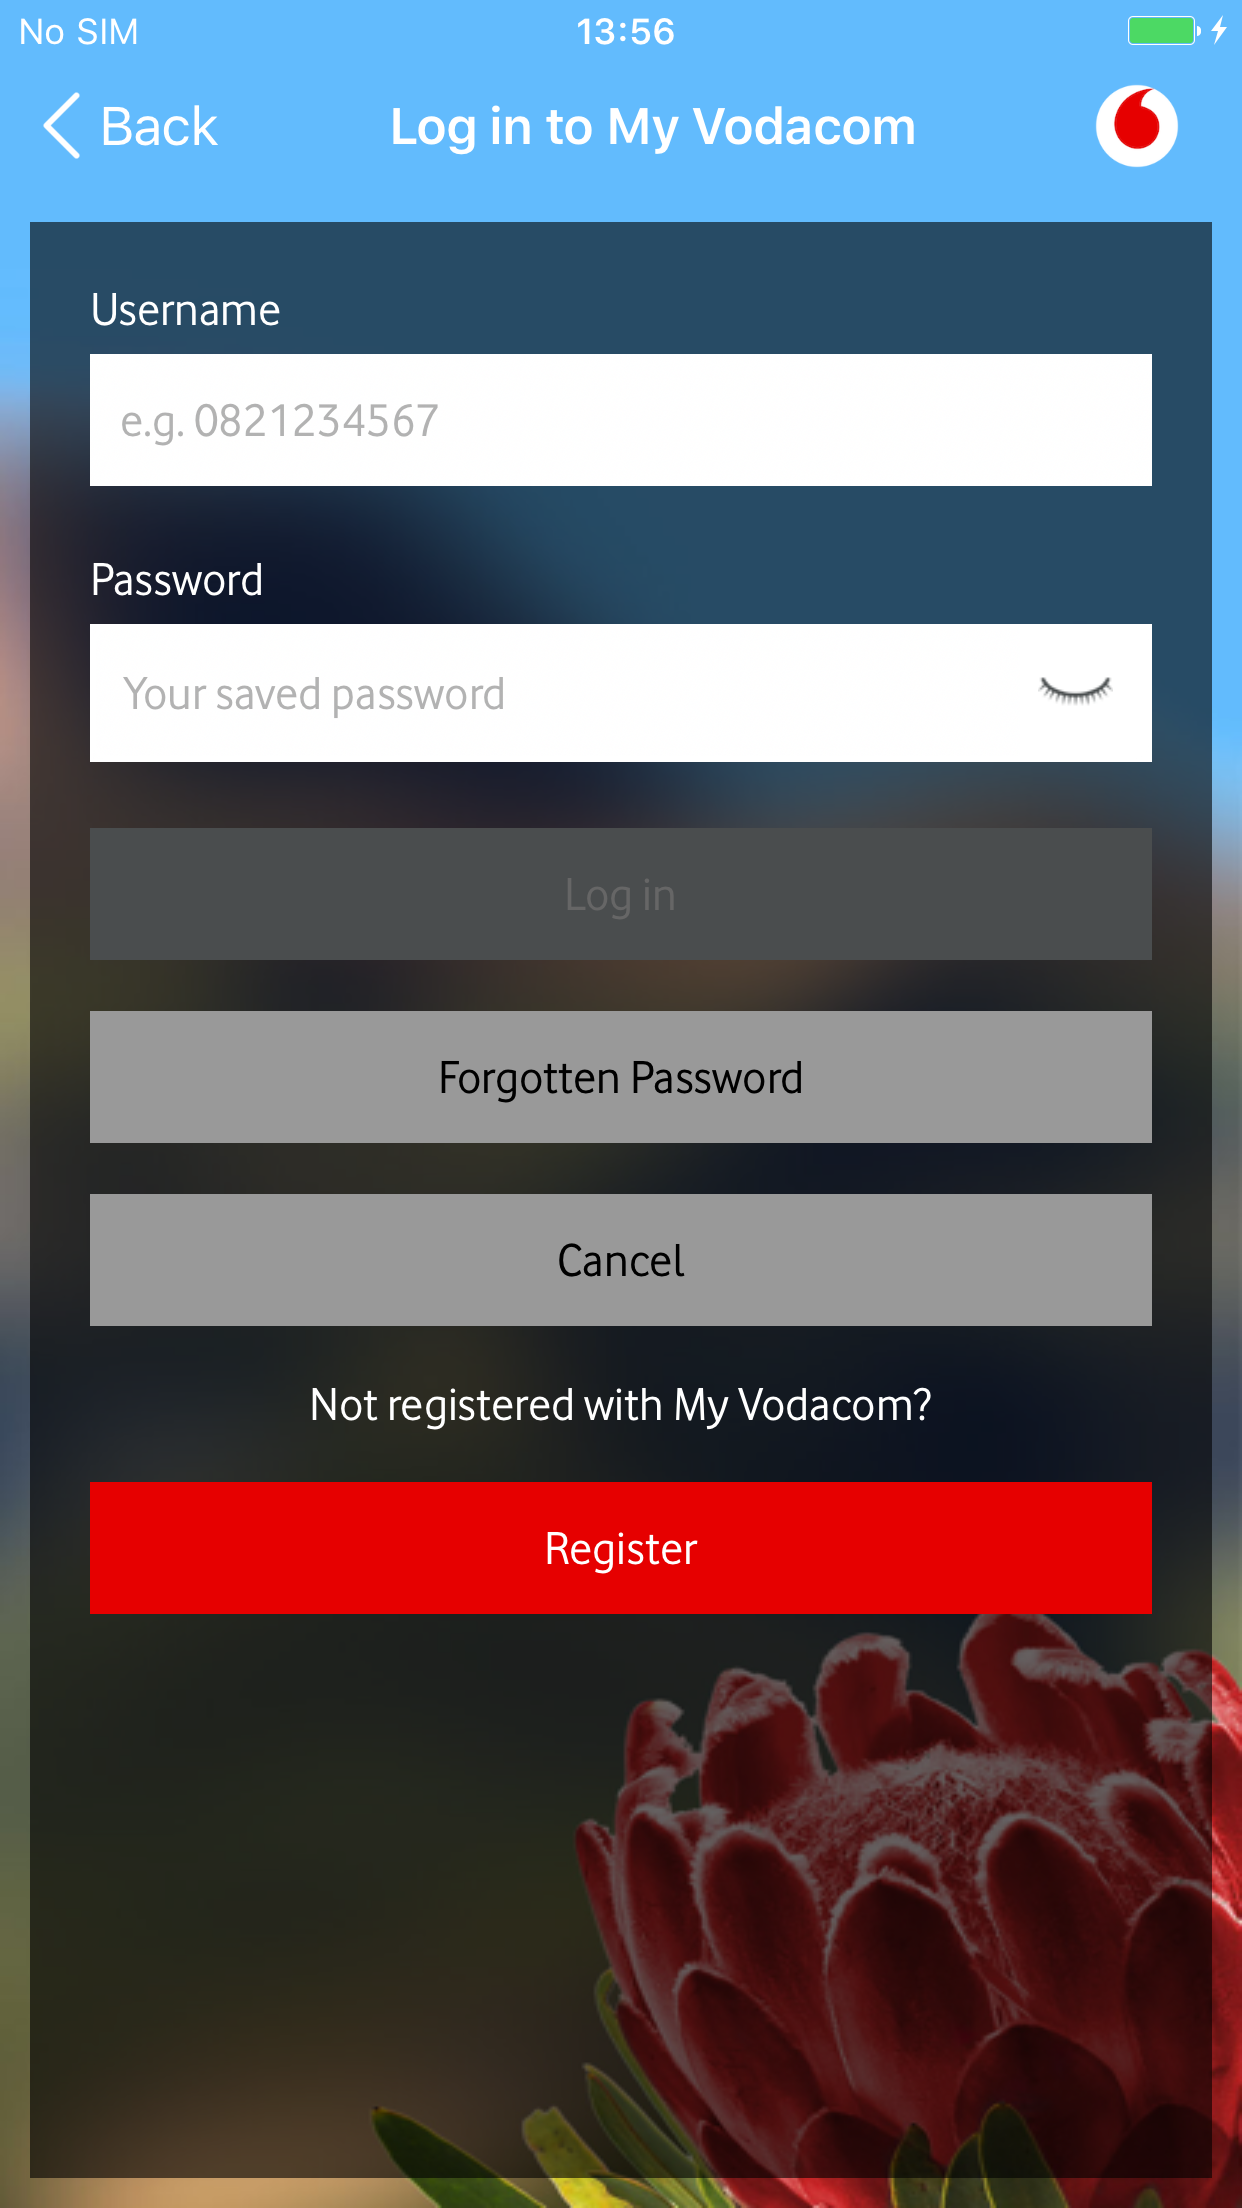 No SIM
13:56
Back
Log in to My Vodacom
Username
e.g. 0821234567
Password
Your saved password
Log in
Forgotten Password
Cancel
Not registered with My Vodacom?
Register